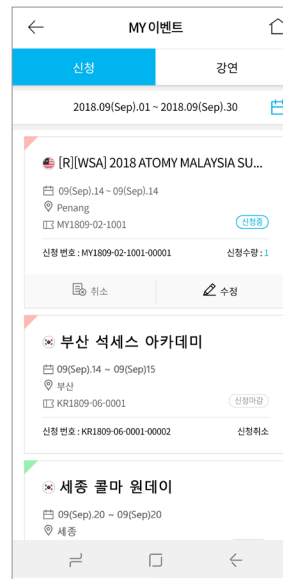 MY 이벤트
신청 강연
2018.09(Sep).01 ~ 2018.09(Sep).30
[R][WSA] 2018 ATOMY MALAYSIA SU...
09(Sep).14 ~ 09(Sep).14
Penang
MY1809-02-1001 신청중
신청 번호 : MY1809-02-1001-00001 신청수량 : 1
취소 수정
부산 석세스 아카데미
09(Sep).14 ~ 09(Sep)15
부산
KR1809-06-0001 신청마감
신청 번호 : KR1809-06-0001-00002 신청취소
세종 콜마 원데이
09(Sep).20 ~ 09(Sep)20
세종